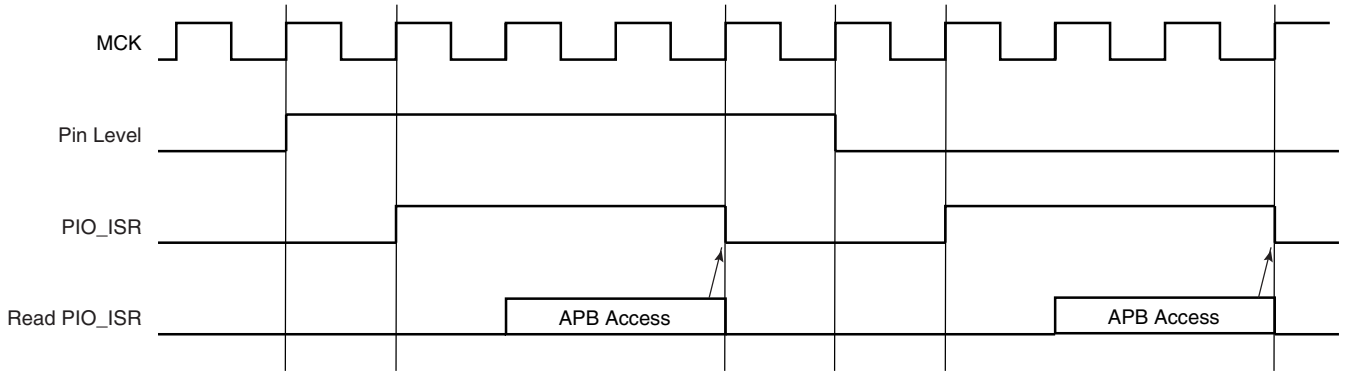 MCK
Pin Level
PIO_ISR
Read PIO_ISR
APB Access
APB Access